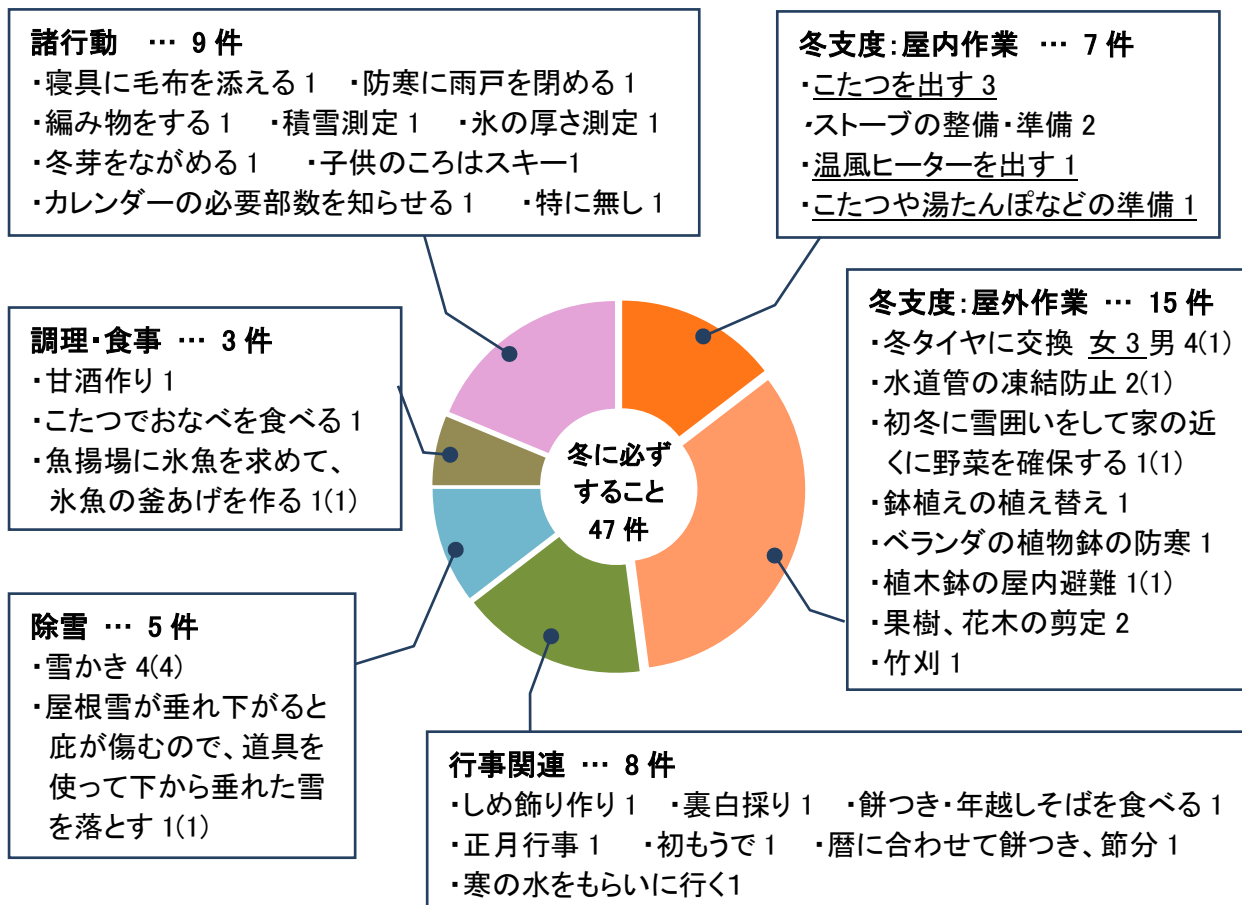 諸行動 … 9 件
・寝具に毛布を添える 1 ・防寒に雨戸を閉める 1
・編み物をする 1 ・積雪測定 1 ・氷の厚さ測定 1
・冬芽をながめる 1 ・子供のころはスキー1
・カレンダーの必要部数を知らせる 1 ・特に無し 1
冬支度:屋内作業 … 7 件
・こたつを出す 3
・ストーブの整備・準備 2
・温風ヒーターを出す 1
・こたつや湯たんぽなどの準備 1
冬支度:屋外作業 … 15 件
・冬タイヤに交換 女 3 男 4(1)
・水道管の凍結防止 2(1)
・初冬に雪囲いをして家の近
くに野菜を確保する 1(1)
・鉢植えの植え替え 1
・ベランダの植物鉢の防寒 1
・植木鉢の屋内避難 1(1)
・果樹、花木の剪定 2
・竹刈 1
調理・食事 … 3 件
・甘酒作り 1
・こたつでおなべを食べる 1
・魚揚場に氷魚を求めて、
氷魚の釜あげを作る 1(1)
冬に必ず
すること
47 件
除雪 … 5 件
・雪かき 4(4)
・屋根雪が垂れ下がると
庇が傷むので、道具を
使って下から垂れた雪
を落とす 1(1)
行事関連 … 8 件
・しめ飾り作り 1 ・裏白採り 1 ・餅つき・年越しそばを食べる 1
・正月行事 1 ・初もうで 1 ・暦に合わせて餅つき、節分 1
・寒の水をもらいに行く1